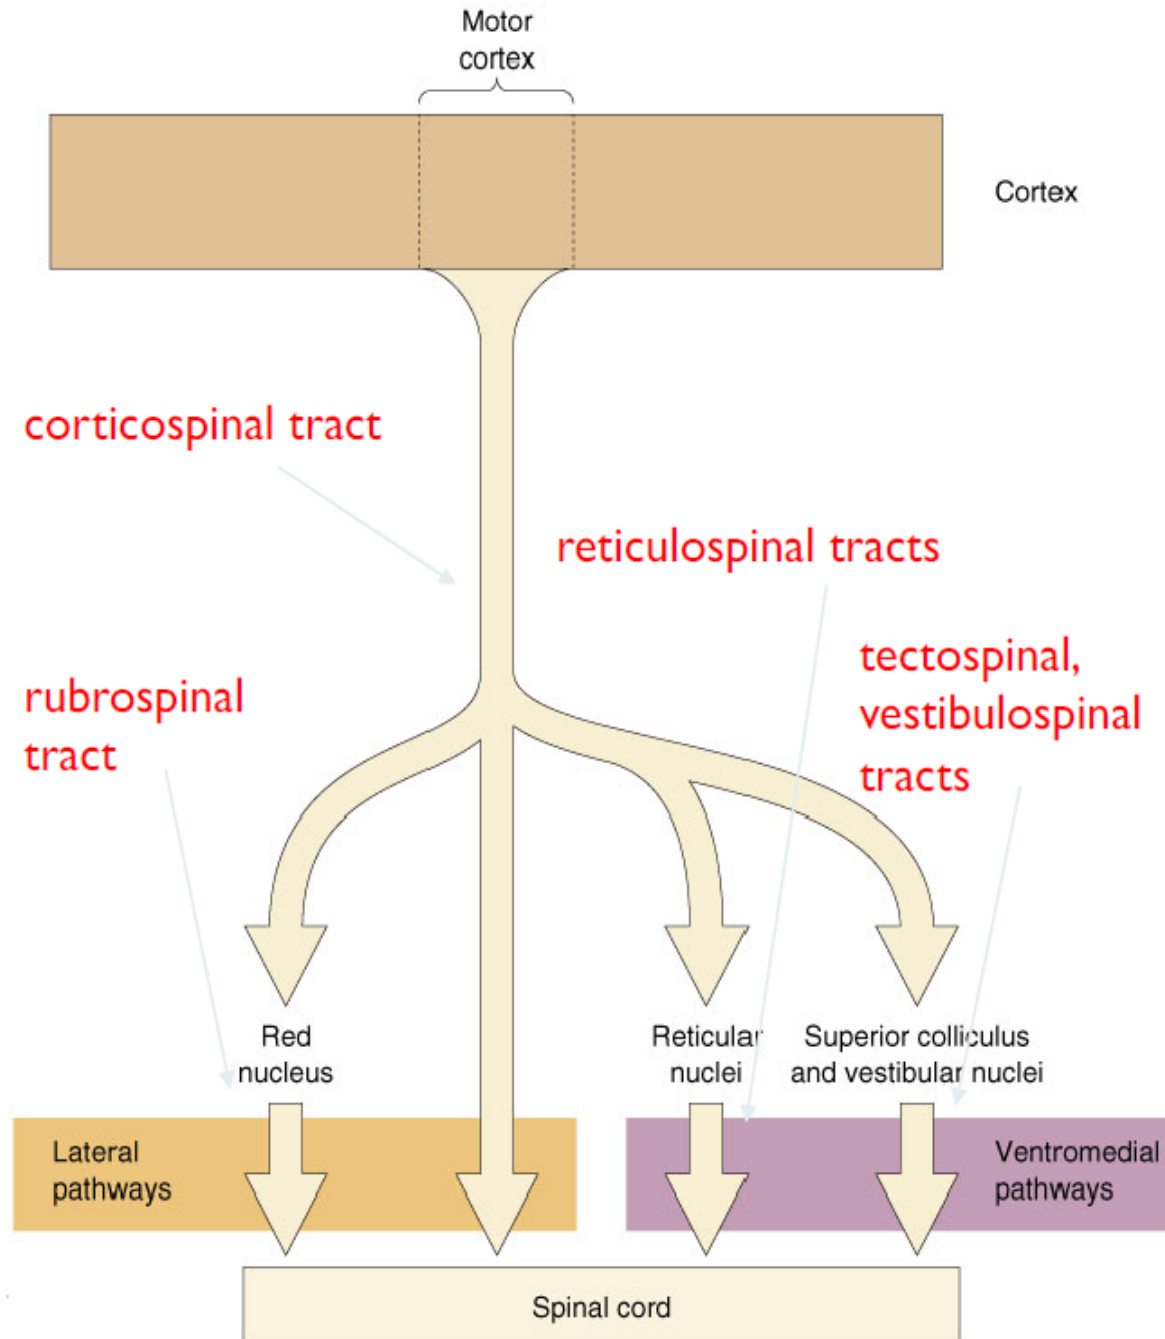 Motor
cortex
Cortex
corticospinal tract
reticulospinal tracts
tectospinal,
vestibulospinal
tracts
rubrospinal
tract
Red
nucleus
Reticular
nuclei
Superior colliculus
and vestibular nuclei
Lateral
pathways
Ventromedial
pathways
Spinal cord